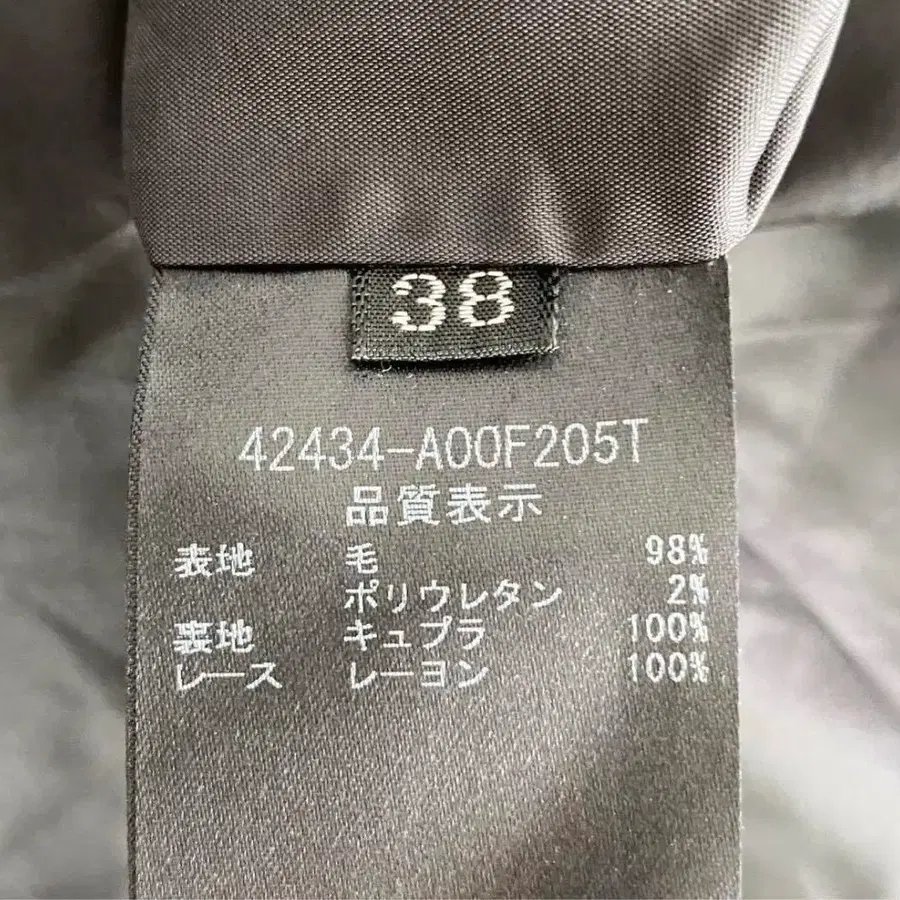 38
42434-A00F205T
品質表示
表地 毛 98%
ポリウレタン 2%
裏地 キュプラ 100%
レース レーヨン 100%